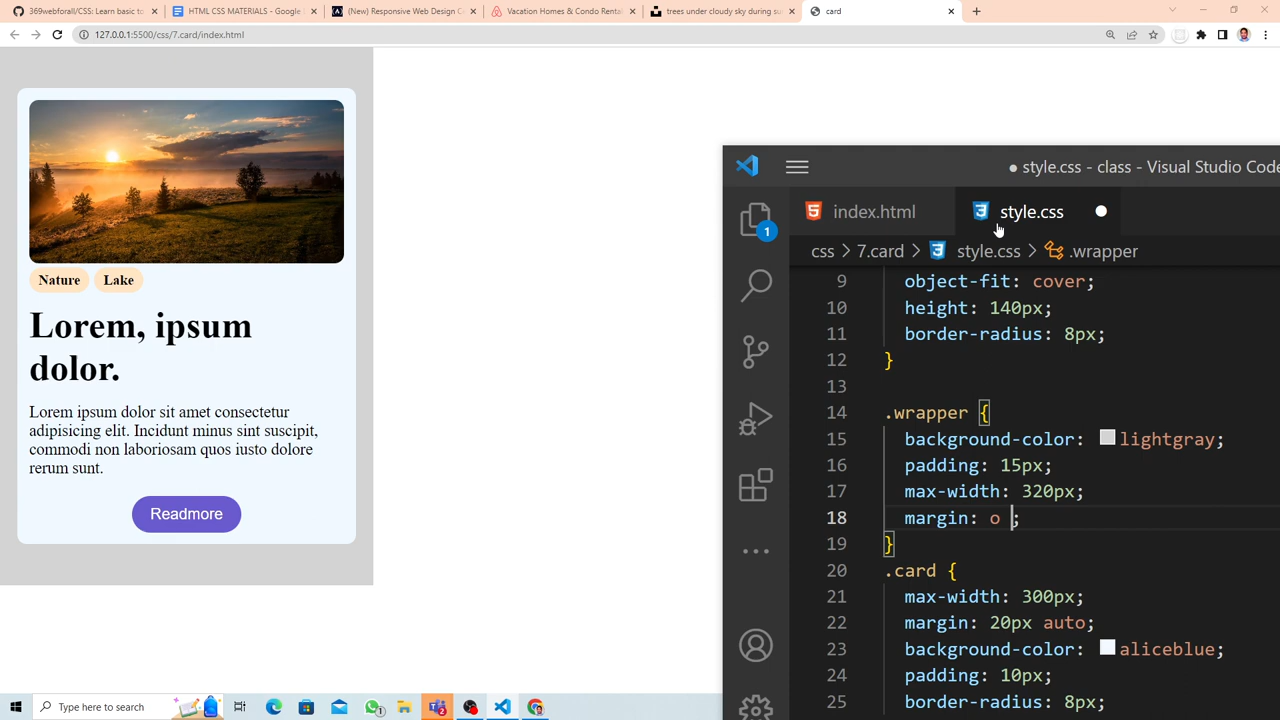 369webforall/CSS: Learn basic to
HTML CSS MATERIALS - Google
(New) Responsive Web Design C
Vacation Homes & Condo Renta
trees under cloudy sky during su
card
127.0.0.1:5500/css/7.card/index.html
Nature Lake
Lorem, ipsum
dolor.
Lorem ipsum dolor sit amet consectetur
adipisicing elit. Incidunt minus sint suscipit,
commodi non laboriosam quos iusto dolore
rerum sunt.
Readmore
● style.css - class - Visual Studio Code
index.html style.css
1
css > 7.card > style.css > .wrapper
9 object-fit: cover;
10 height: 140px;
11 border-radius: 8px;
12 }
13
14 .wrapper {
15 background-color: lightgray;
16 padding: 15px;
17 max-width: 320px;
18 margin: o ;
19 }
20 .card {
21 max-width: 300px;
22 margin: 20px auto;
23 background-color: aliceblue;
24 padding: 10px;
25 border-radius: 8px;
Type here to search
1
2